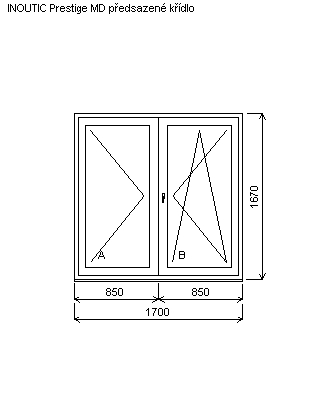 INOUTIC Prestige MD předsazené křídlo
A
B
1670
850
850
1700